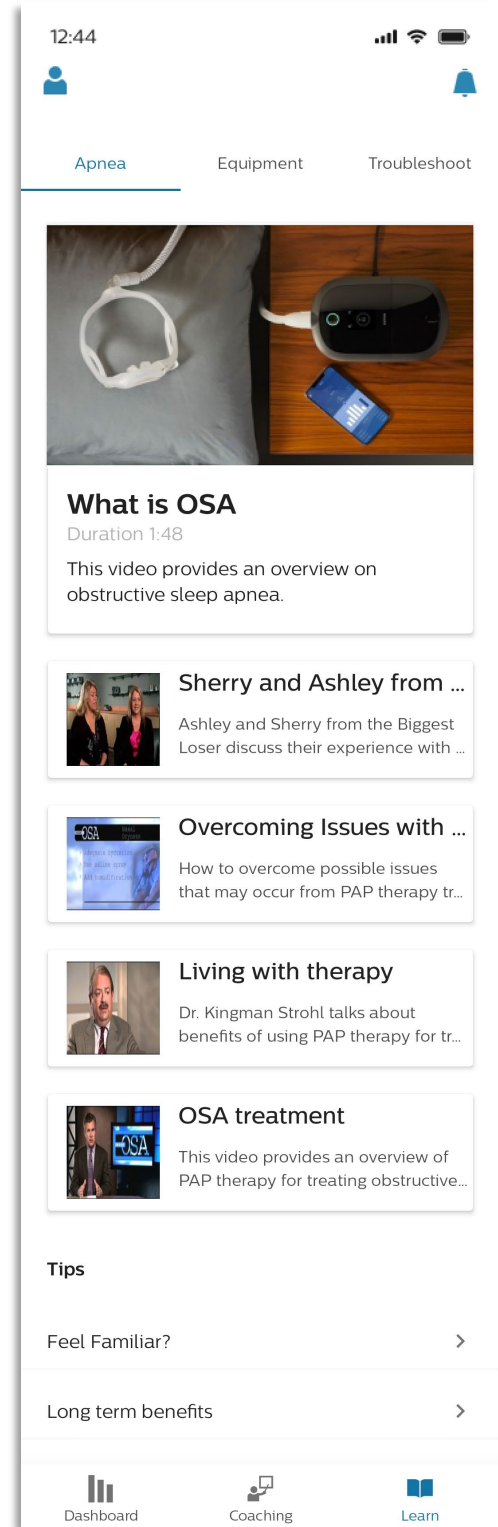 12:44
Apnea
Equipment
Troubleshoot
What is OSA
Duration 1:48
This video provides an overview on
obstructive sleep apnea.
Sherry and Ashley from ...
Ashley and Sherry from the Biggest
Loser discuss their experience with ...
OSA
Nasal
Dryness
Overcoming Issues with ...
How to overcome possible issues
that may occur from PAP therapy tr...
Living with therapy
Dr. Kingman Strohl talks about
benefits of using PAP therapy for tr...
OSA
OSA treatment
This video provides an overview of
PAP therapy for treating obstructive...
Tips
Feel Familiar?
Long term benefits
Dashboard
Coaching
Learn